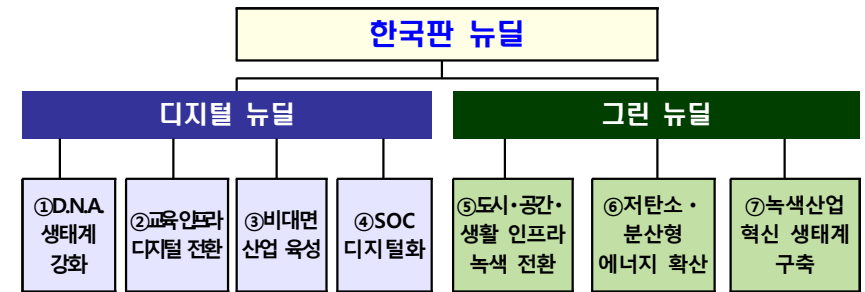 한국판 뉴딜
디지털 뉴딜
그린 뉴딜
①D.N.A.
생태계
강화
②교육인프라
디지털 전환
③비대면
산업 육성
④SOC
디지털화
⑤도시·공간·
생활 인프라
녹색 전환
⑥저탄소·
분산형
에너지 확산
⑦녹색산업
혁신 생태계
구축